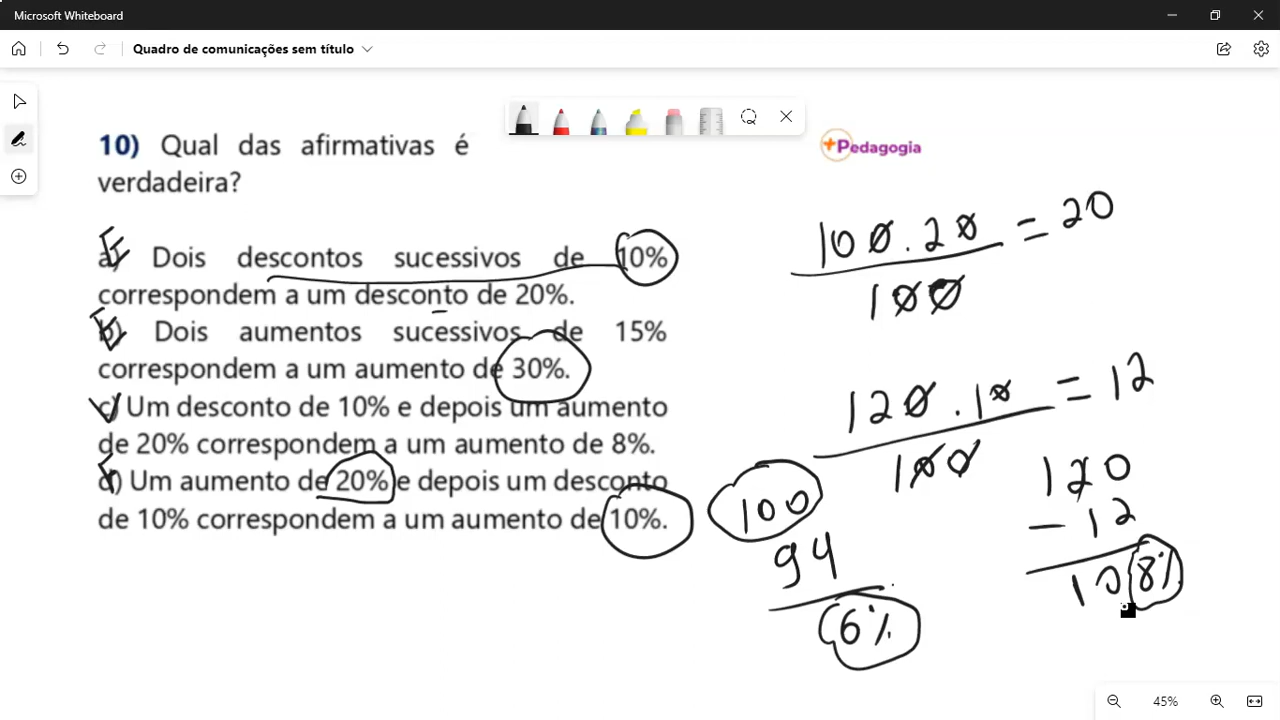 Microsoft Whiteboard
Quadro de comunicações sem título
10) Qual das afirmativas é
verdadeira?
a) Dois descontos sucessivos de 10%
correspondem a um desconto de 20%.
b) Dois aumentos sucessivos de 15%
correspondem a um aumento de 30%.
c) Um desconto de 10% e depois um aumento
de 20% correspondem a um aumento de 8%.
d) Um aumento de 20% e depois um desconto
de 10% correspondem a um aumento de 10%.
+Pedagogia
100.20 = 20
100
120.10 = 12
100
100
94
6%
120
- 12
108%
45%